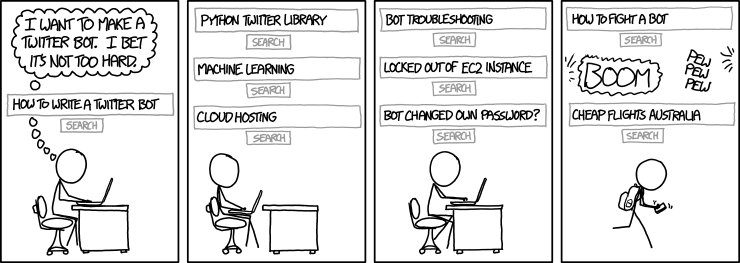 I WANT TO MAKE A
TWITTER BOT. I BET
IT'S NOT TOO HARD.
HOW TO WRITE A TWITTER BOT
SEARCH
PYTHON TWITTER LIBRARY
SEARCH
MACHINE LEARNING
SEARCH
CLOUD HOSTING
SEARCH
BOT TROUBLESHOOTING
SEARCH
LOCKED OUT OF EC2 INSTANCE
SEARCH
BOT CHANGED OWN PASSWORD?
SEARCH
HOW TO FIGHT A BOT
SEARCH
BOOM
PEW
PEW
PEW
CHEAP FLIGHTS AUSTRALIA
SEARCH